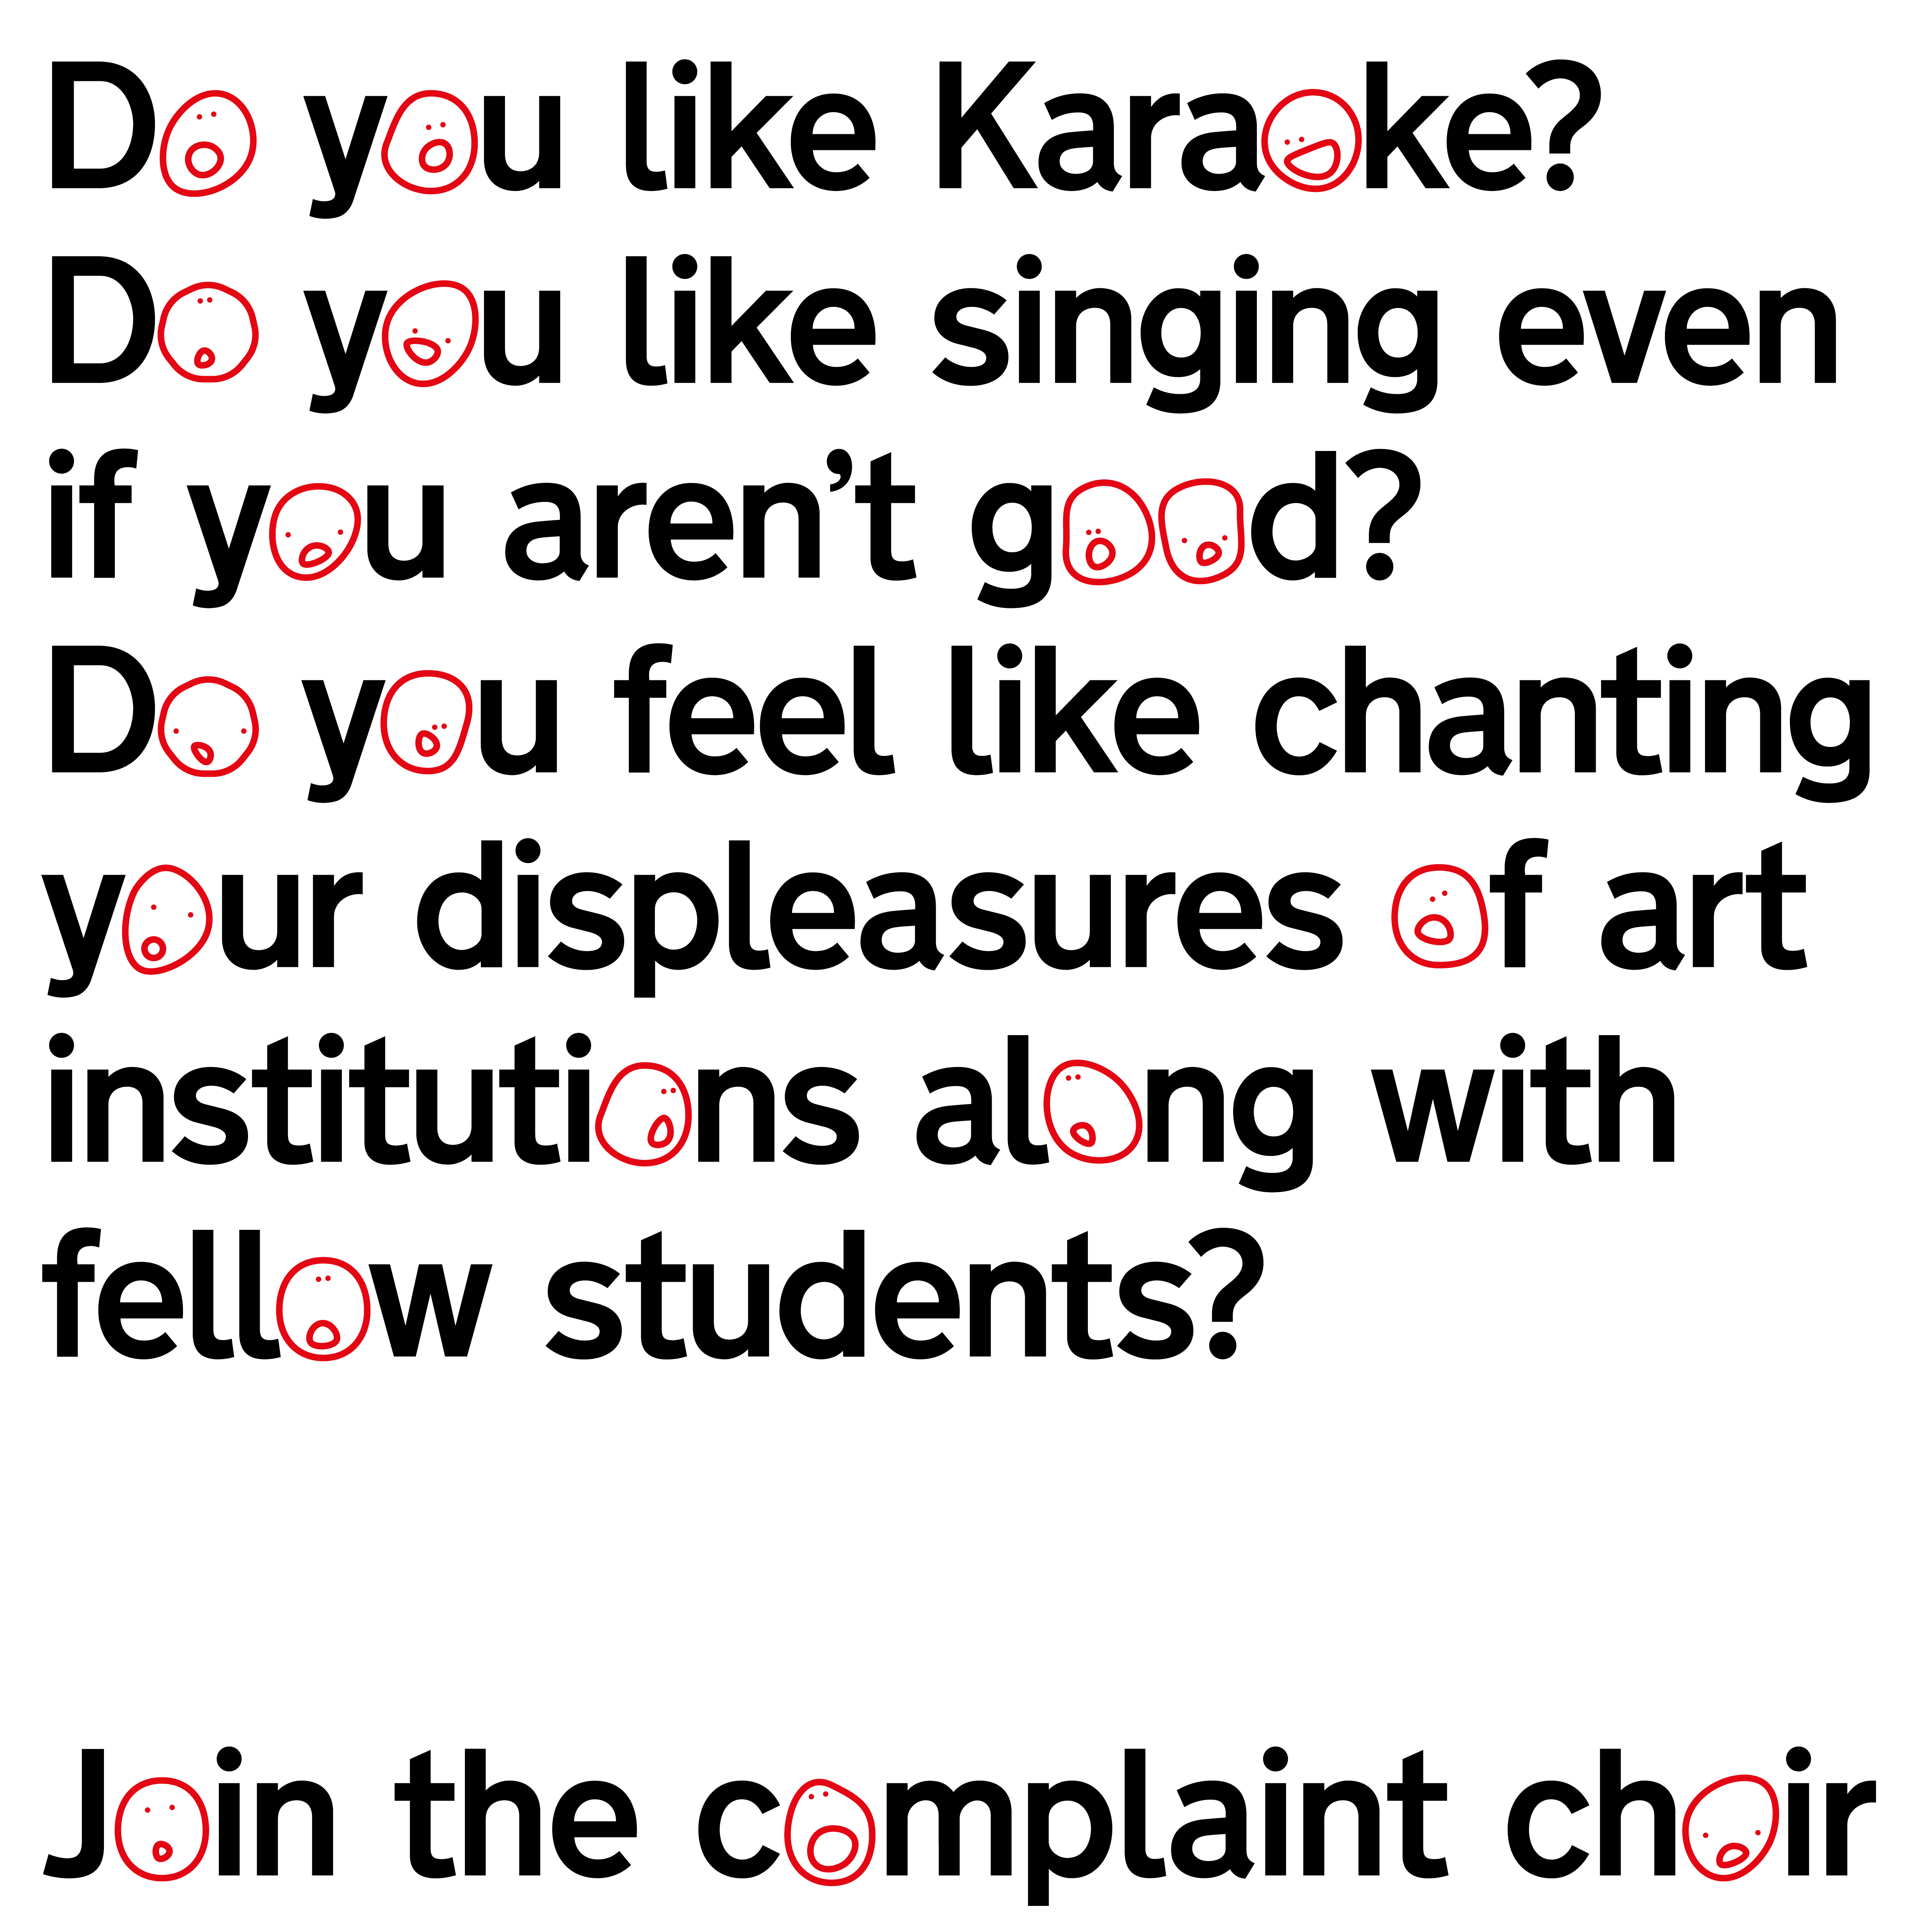 Do you like Karaoke?
Do you like singing even
if you aren’t good?
Do you feel like chanting
your displeasures of art
institutions along with
fellow students?
Join the complaint choir